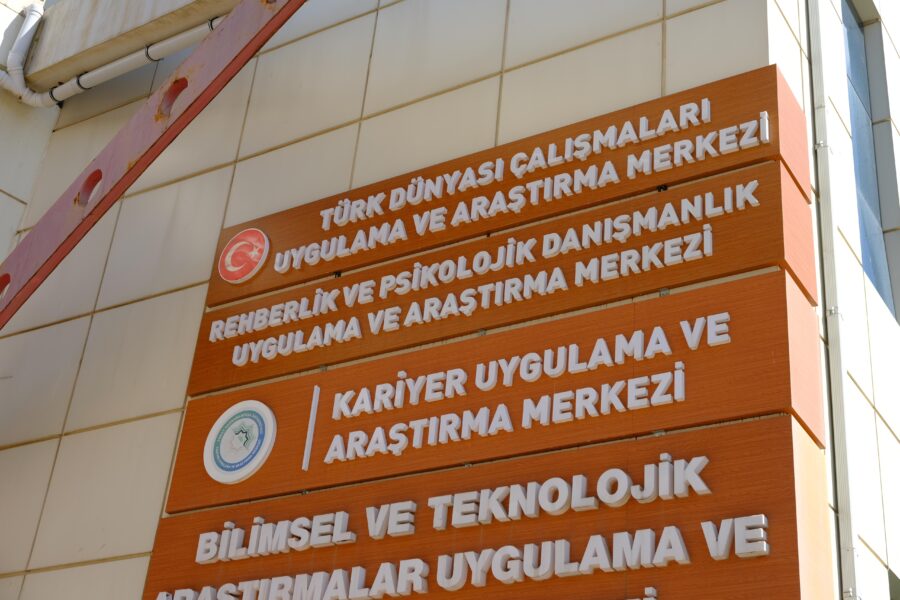 TÜRK DÜNYASI ÇALIŞMALARI
UYGULAMA VE ARAŞTIRMA MERKEZİ
REHBERLİK VE PSİKOLOJİK DANIŞMANLIK
UYGULAMA VE ARAŞTIRMA MERKEZİ
KARİYER UYGULAMA VE
ARAŞTIRMA MERKEZİ
BİLİMSEL VE TEKNOLOJİK
ARAŞTIRMALAR UYGULAMA VE